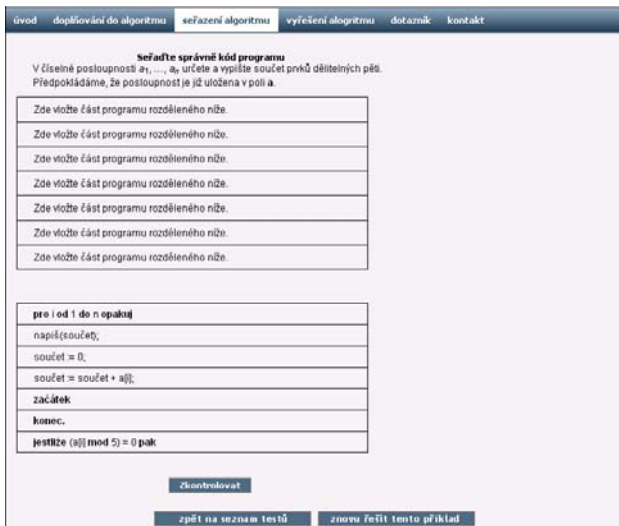 úvod doplňování do algoritmu seřazení algoritmu vyřešení alogritmu dotazník kontakt
Seřaďte správně kód programu
V číselné posloupnosti a1, ..., an určete a vypište součet prvků dělitelných pěti.
Předpokládáme, že posloupnost je již uložena v poli a.
Zde vložte část programu rozděleného níže.
Zde vložte část programu rozděleného níže.
Zde vložte část programu rozděleného níže.
Zde vložte část programu rozděleného níže.
Zde vložte část programu rozděleného níže.
Zde vložte část programu rozděleného níže.
Zde vložte část programu rozděleného níže.
pro i od 1 do n opakuj
napiš(součet);
součet := 0;
součet := součet + a[i];
začátek
konec.
jestliže (a[i] mod 5) = 0 pak
Zkontrolovat
zpět na seznam testů znovu řešit tento příklad